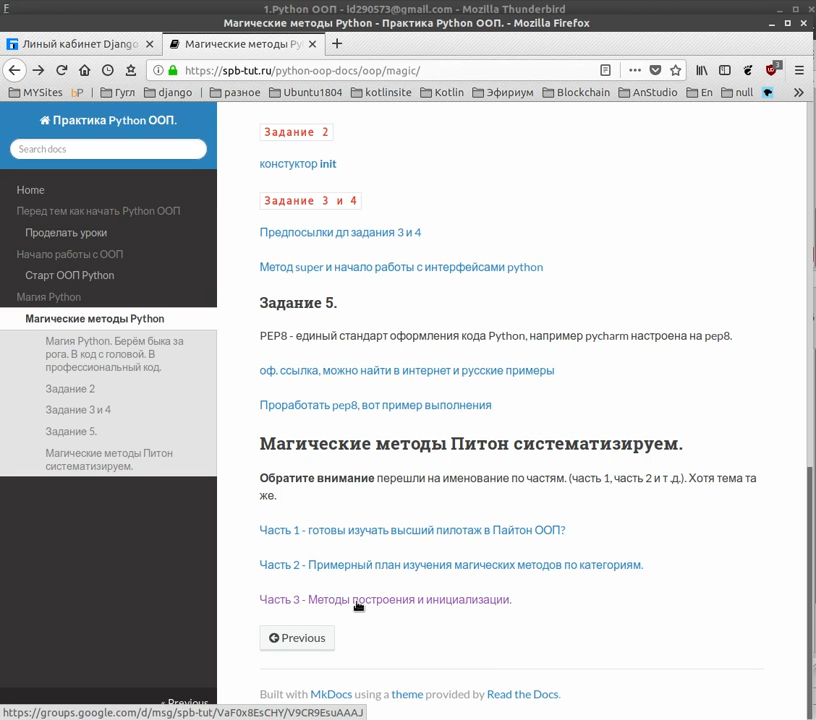 1.Python ООП - id290573@gmail.com - Mozilla Thunderbird
Магические методы Python - Практика Python ООП. - Mozilla Firefox
Линый кабинет Django
Магические методы Py
https://spb-tut.ru/python-oop-docs/oop/magic/
3
MYSites
bP
Гугл
django
разное
Ubuntu1804
kotlinsite
Kotlin
Эфириум
Blockchain
AnStudio
En
null
Практика Python ООП.
Search docs
Home
Перед тем как начать Python ООП
Проделать уроки
Начало работы с ООП
Старт ООП Python
Магия Python
Магические методы Python
Магия Python. Берём быка за
рога. В код с головой. В
профессиональный код.
Задание 2
Задание 3 и 4
Задание 5.
Магические методы Питон
систематизируем.
« Previous
Задание 2
констуктор init
Задание 3 и 4
Предпосылки дл задания 3 и 4
Метод super и начало работы с интерфейсами python
Задание 5.
PEP8 - единый стандарт оформления кода Python, например pycharm настроена на pep8.
оф. ссылка, можно найти в интернет и русские примеры
Проработать pep8, вот пример выполнения
Магические методы Питон систематизируем.
Обратите внимание перешли на именование по частям. (часть 1, часть 2 и т .д.). Хотя тема та
же.
Часть 1 - готовы изучать высший пилотаж в Пайтон ООП?
Часть 2 - Примерный план изучения магических методов по категориям.
Часть 3 - Методы построения и инициализации.
Previous
Built with MkDocs using a theme provided by Read the Docs.
https://groups.google.com/d/msg/spb-tut/VaF0x8EsCHY/V9CR9EsuAAAJ